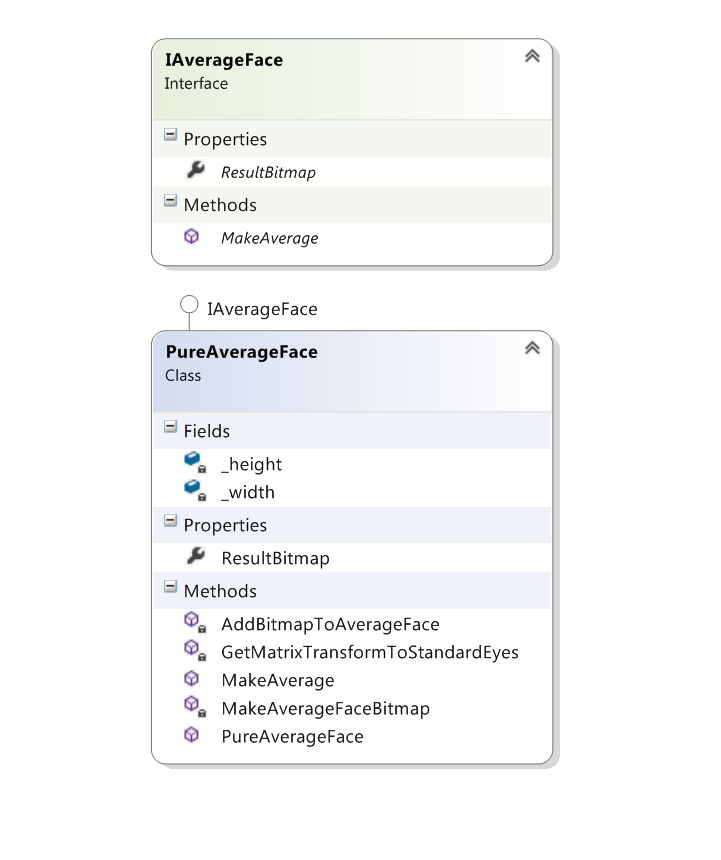 IAverageFace
Interface
Properties
ResultBitmap
Methods
MakeAverage
IAverageFace
PureAverageFace
Class
Fields
_height
_width
Properties
ResultBitmap
Methods
AddBitmapToAverageFace
GetMatrixTransformToStandardEyes
MakeAverage
MakeAverageFaceBitmap
PureAverageFace